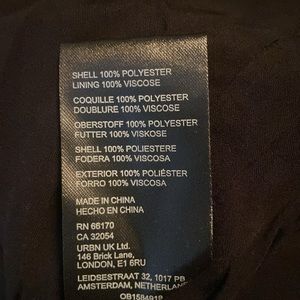 SHELL 100% POLYESTER
LINING 100% VISCOSE
COQUILLE 100% POLYESTER
DOUBLURE 100% VISCOSE
OBERSTOFF 100% POLYESTER
FUTTER 100% VISKOSE
SHELL 100% POLIESTERE
FODERA 100% VISCOSA
EXTERIOR 100% POLIÉSTER
FORRO 100% VISCOSA
MADE IN CHINA
HECHO EN CHINA
RN 66170
CA 32054
URBN UK Ltd.
146 Brick Lane,
LONDON, E1 6RU
LEIDSESTRAAT 32, 1017 PB
AMSTERDAM, NETHERLAND